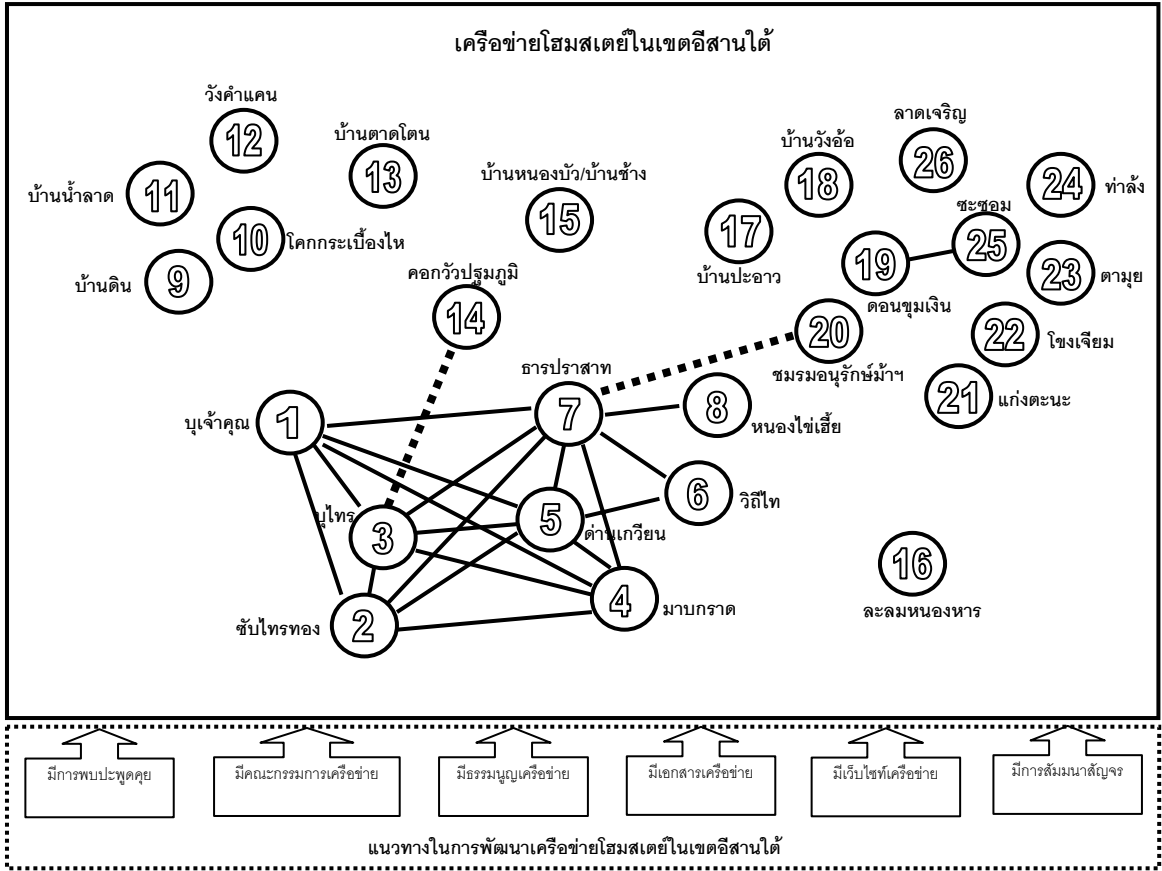 เครือข่ายโฮมสเตย์ในเขตอีสานใต้
วังคำแคน
12
บ้านตาดโตน
13
บ้านน้ำลาด
11
10
โคกกระเบื้องไห
บ้านดิน
9
บ้านหนองบัว/บ้านช้าง
15
คอกวัวปฐมภูมิ
14
ลาดเจริญ
26
บ้านวังอ้อ
18
24
ท่าล้ง
ซะซอม
25
17
บ้านปะอาว
19
ดอนขุมเงิน
23
ตามุย
20
ชมรมอนุรักษ์ม้าฯ
22
โขงเจียม
21
แก่งตะนะ
ธารปราสาท
7
8
หนองไข่เฮี้ย
บุเจ้าคุณ
1
6
วิถีไท
บุไทร
3
5
ด่านเกวียน
16
ละลมหนองหาร
4
มาบกราด
ซับไทรทอง
2
มีการพบปะพูดคุย
มีคณะกรรมการเครือข่าย
มีธรรมนูญเครือข่าย
มีเอกสารเครือข่าย
มีเว็บไซท์เครือข่าย
มีการสัมมนาสัญจร
แนวทางในการพัฒนาเครือข่ายโฮมสเตย์ในเขตอีสานใต้